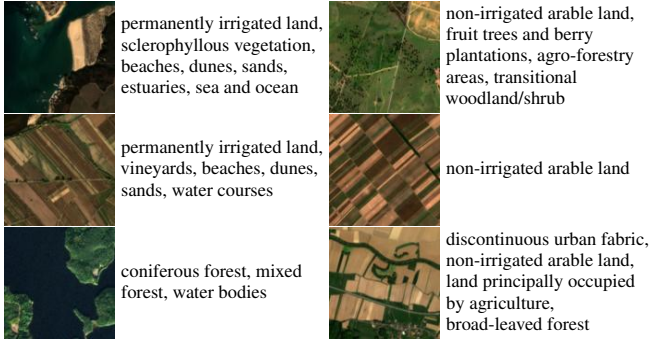 permanently irrigated land,
sclerophyllous vegetation,
beaches, dunes, sands,
estuaries, sea and ocean
non-irrigated arable land,
fruit trees and berry
plantations, agro-forestry
areas, transitional
woodland/shrub
permanently irrigated land,
vineyards, beaches, dunes,
sands, water courses
non-irrigated arable land
coniferous forest, mixed
forest, water bodies
discontinuous urban fabric,
non-irrigated arable land,
land principally occupied
by agriculture,
broad-leaved forest